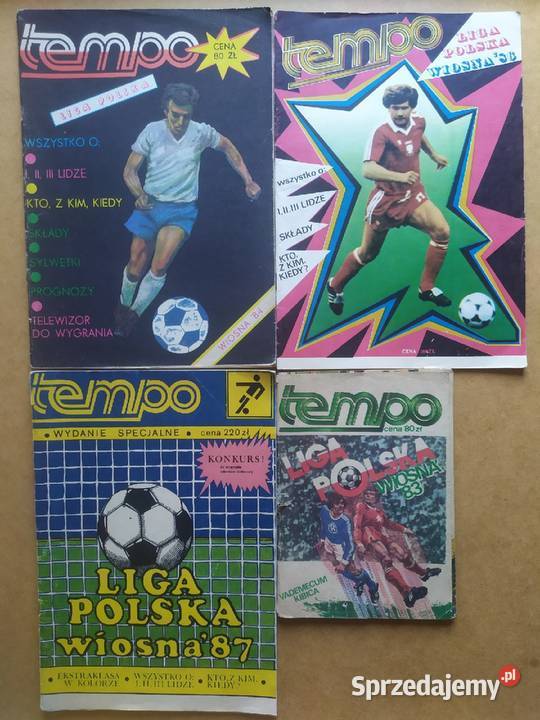 tempo
CENA
80 ZŁ
LIGA POLSKA
WSZYSTKO O:
I, II, III LIDZE
KTO, Z KIM, KIEDY
SKŁADY
SYLWETKI
PROGNOZY
TELEWIZOR
DO WYGRANIA
WIOSNA '84
tempo
LIGA
POLSKA
WIOSNA '86
wszystko o:
I,II,III LIDZE
SKŁADY
KTO,
Z KIM,
KIEDY?
CENA
tempo
WYDANIE SPECJALNE • cena 220 zł
KONKURS!
LIGA
POLSKA
wiosna'87
EKSTRAKLASA
W KOLORZE
WSZYSTKO O:
I, II, III LIDZE
KTO, Z KIM,
KIEDY?
tempo
cena 80 zł
LIGA
POLSKA
WIOSNA
'83
VADEMECUM
KIBICA
Sprzedajemy.pl